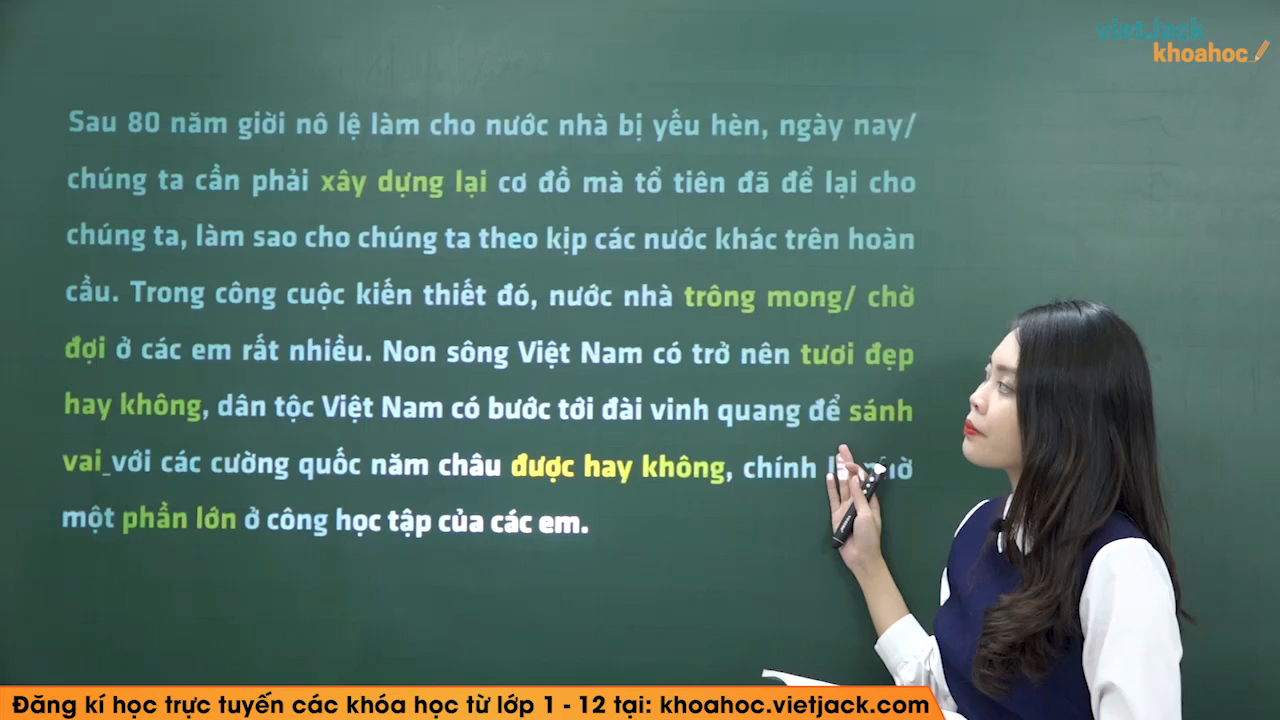 vietJack
khoahoc
Sau 80 năm giời nô lệ làm cho nước nhà bị yếu hèn, ngày nay/
chúng ta cần phải xây dựng lại cơ đồ mà tổ tiên đã để lại cho
chúng ta, làm sao cho chúng ta theo kịp các nước khác trên hoàn
cầu. Trong công cuộc kiến thiết đó, nước nhà trông mong/ chờ
đợi ở các em rất nhiều. Non sông Việt Nam có trở nên tươi đẹp
hay không, dân tộc Việt Nam có bước tới đài vinh quang để sánh
vai_với các cường quốc năm châu được hay không, chính
một phần lớn ở công học tập của các em.
Đăng kí học trực tuyến các khóa học từ lớp 1 - 12 tại: khoahoc.vietjack.com